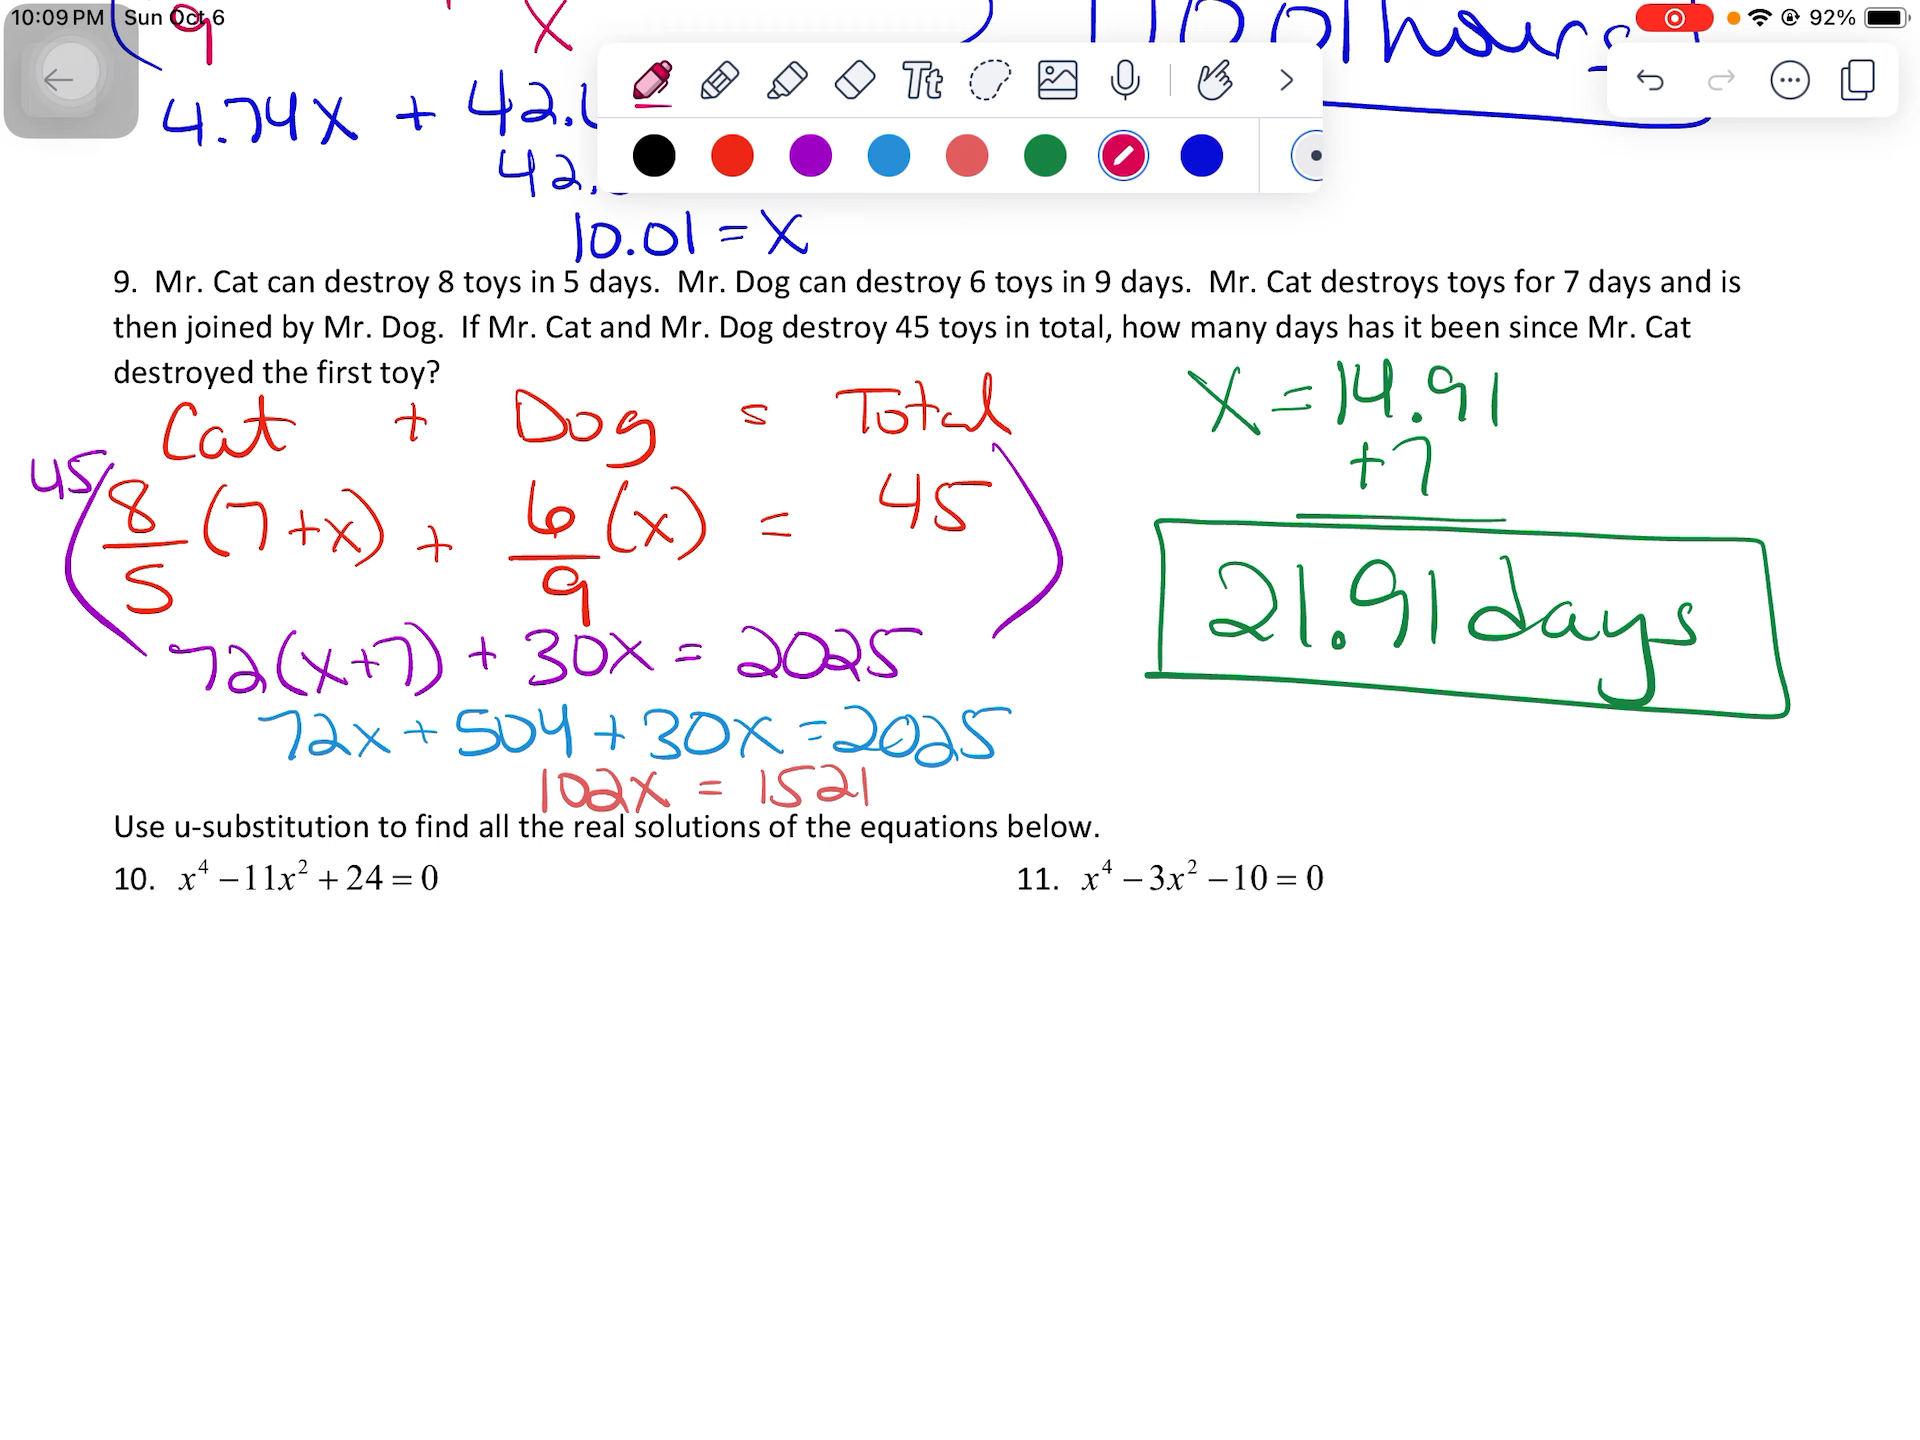 10:09 PM Sun Oct 6
92%
9 x
4.74x + 42.
Tt
42.
10.01 = x
9. Mr. Cat can destroy 8 toys in 5 days. Mr. Dog can destroy 6 toys in 9 days. Mr. Cat destroys toys for 7 days and is
then joined by Mr. Dog. If Mr. Cat and Mr. Dog destroy 45 toys in total, how many days has it been since Mr. Cat
destroyed the first toy?
Cat + Dog = Total
45(8/5 (7+x) + 6/9 (x) = 45)
72(x+7) + 30x = 2025
72x + 504 + 30x = 2025
102x = 1521
x = 14.91
+7
21.91 days
Use u-substitution to find all the real solutions of the equations below.
10. x⁴ – 11x² + 24 = 0
11. x⁴ – 3x² – 10 = 0